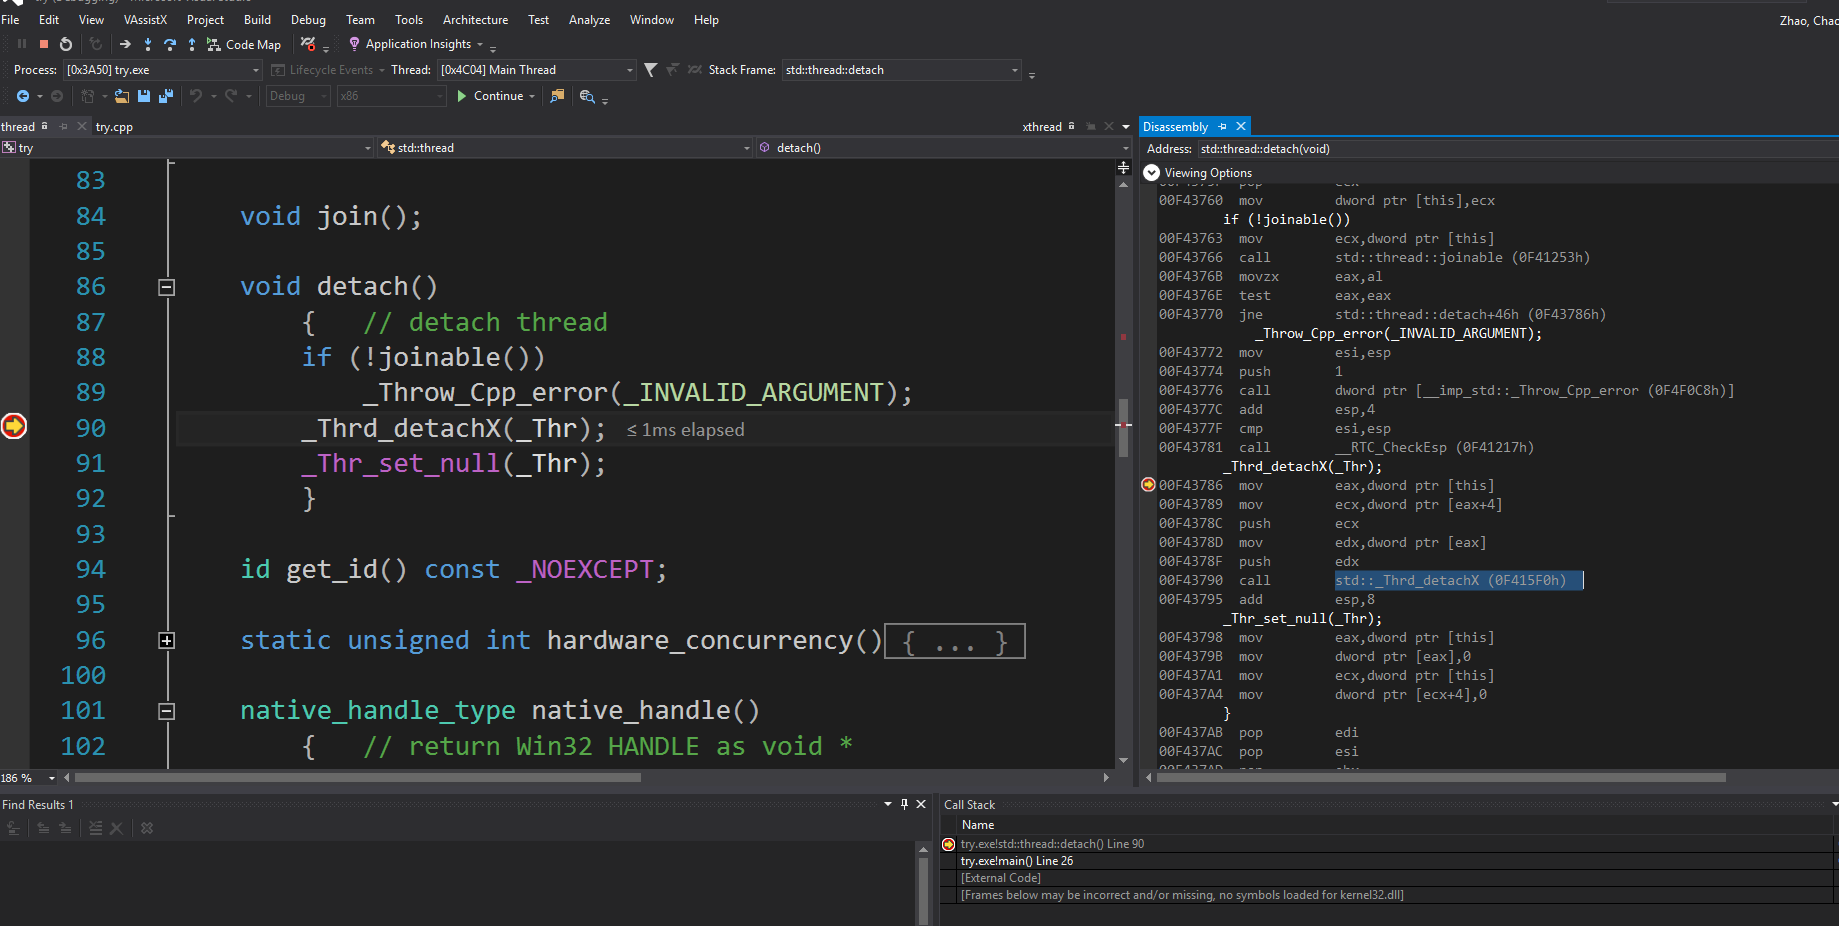 File Edit View VAssistX Project Build Debug Team Tools Architecture Test Analyze Window Help
Zhao, Chao
Code Map Application Insights
Process: [0x3A50] try.exe Lifecycle Events Thread: [0x4C04] Main Thread Stack Frame: std::thread::detach
Debug x86 Continue
thread try.cpp xthread
try std::thread detach()
83
84 void join();
85
86 void detach()
87 { // detach thread
88 if (!joinable())
89 _Throw_Cpp_error(_INVALID_ARGUMENT);
90 _Thrd_detachX(_Thr); ≤ 1ms elapsed
91 _Thr_set_null(_Thr);
92 }
93
94 id get_id() const _NOEXCEPT;
95
96 static unsigned int hardware_concurrency(){ ... }
100
101 native_handle_type native_handle()
102 { // return Win32 HANDLE as void *
186 %
Disassembly
Address: std::thread::detach(void)
Viewing Options
00F43760 mov dword ptr [this],ecx
if (!joinable())
00F43763 mov ecx,dword ptr [this]
00F43766 call std::thread::joinable (0F41253h)
00F4376B movzx eax,al
00F4376E test eax,eax
00F43770 jne std::thread::detach+46h (0F43786h)
_Throw_Cpp_error(_INVALID_ARGUMENT);
00F43772 mov esi,esp
00F43774 push 1
00F43776 call dword ptr [__imp_std::_Throw_Cpp_error (0F4F0C8h)]
00F4377C add esp,4
00F4377F cmp esi,esp
00F43781 call __RTC_CheckEsp (0F41217h)
_Thrd_detachX(_Thr);
00F43786 mov eax,dword ptr [this]
00F43789 mov ecx,dword ptr [eax+4]
00F4378C push ecx
00F4378D mov edx,dword ptr [eax]
00F4378F push edx
00F43790 call std::_Thrd_detachX (0F415F0h)
00F43795 add esp,8
_Thr_set_null(_Thr);
00F43798 mov eax,dword ptr [this]
00F4379B mov dword ptr [eax],0
00F437A1 mov ecx,dword ptr [this]
00F437A4 mov dword ptr [ecx+4],0
}
00F437AB pop edi
00F437AC pop esi
Find Results 1
Call Stack
Name
try.exe!std::thread::detach() Line 90
try.exe!main() Line 26
[External Code]
[Frames below may be incorrect and/or missing, no symbols loaded for kernel32.dll]